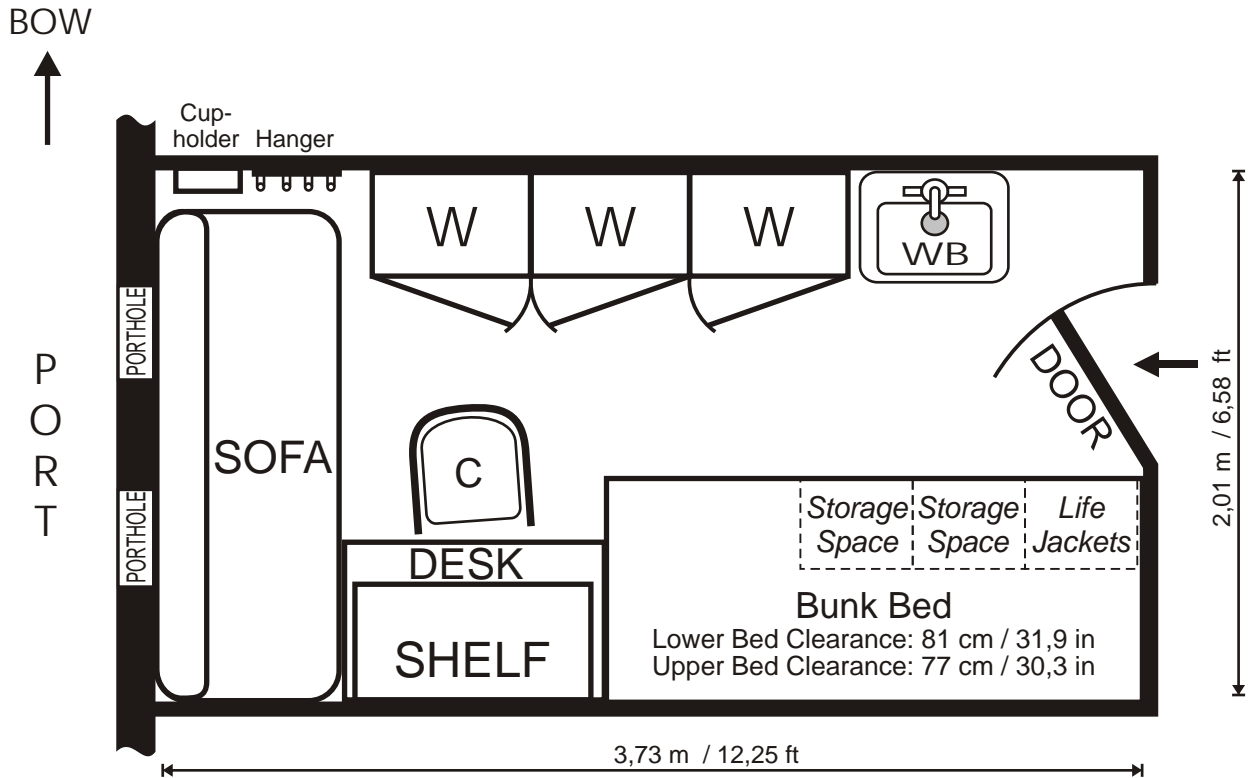 BOW
Cup-
holder
Hanger
W W W
WB
PORTHOLE
PORT
DOOR
2,01 m / 6,58 ft
SOFA
C
PORTHOLE
Storage Storage Life
Space Space Jackets
DESK
Bunk Bed
SHELF
Lower Bed Clearance: 81 cm / 31,9 in
Upper Bed Clearance: 77 cm / 30,3 in
3,73 m / 12,25 ft